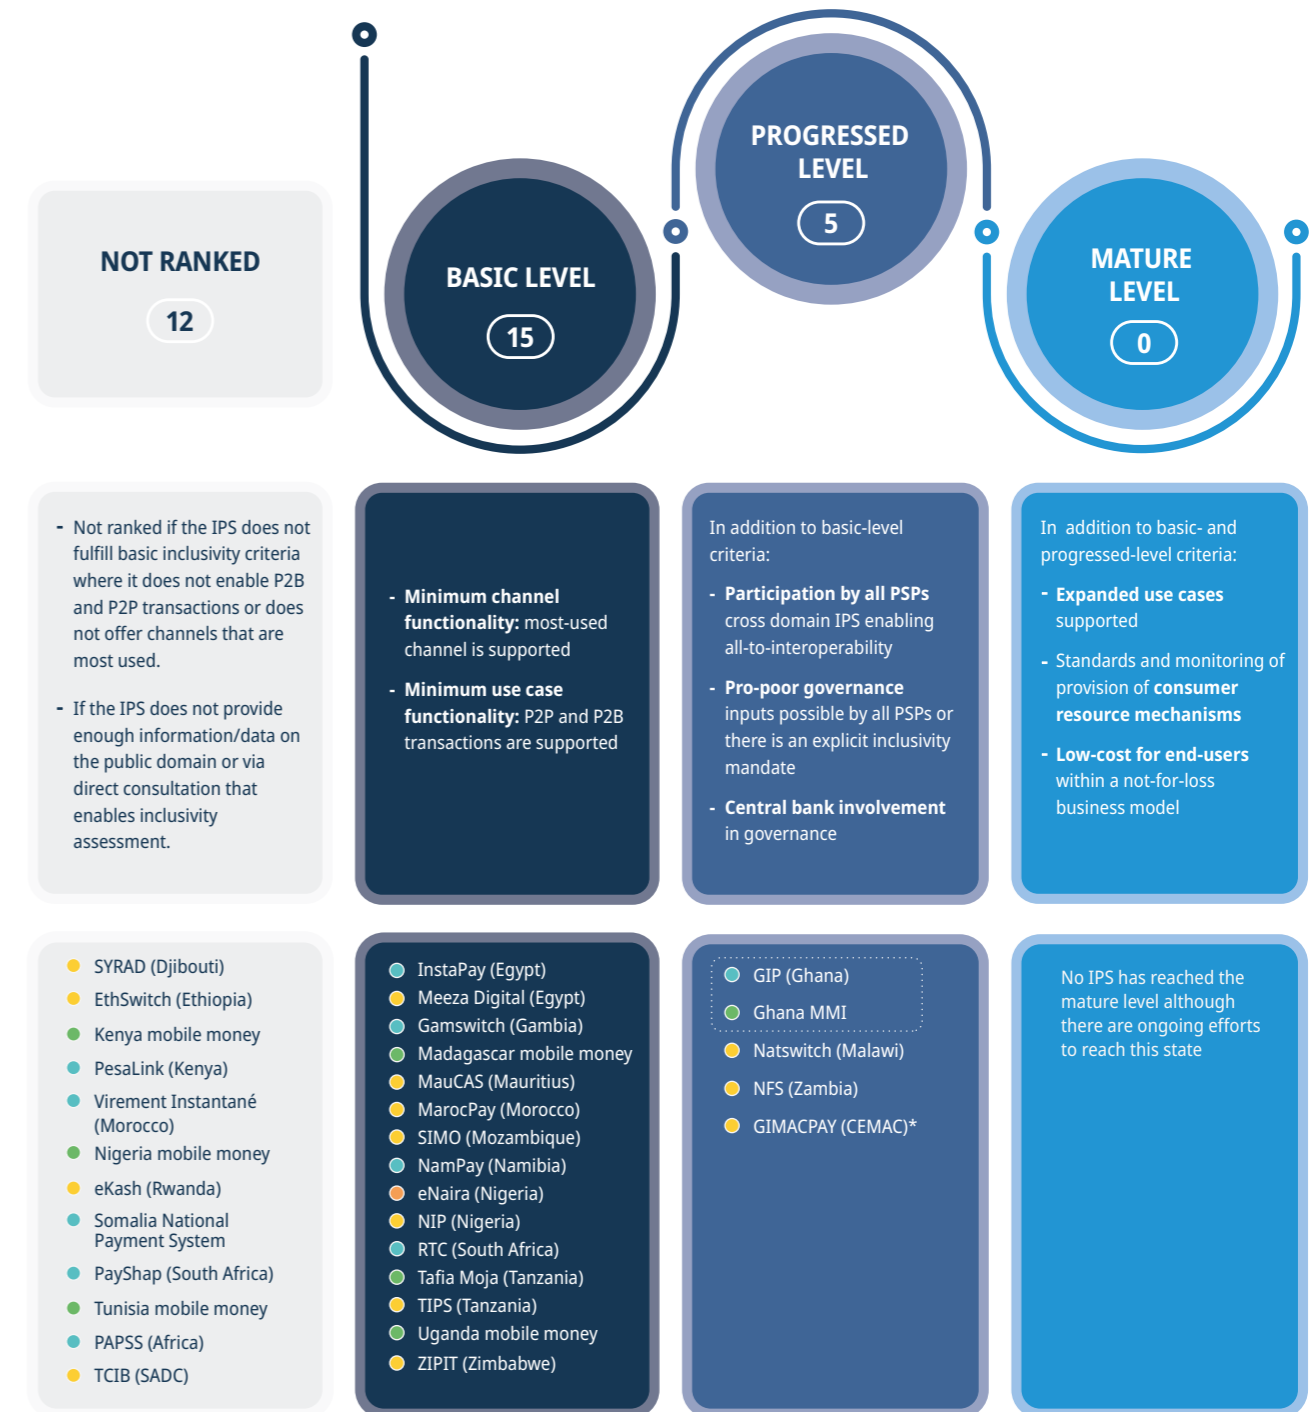 NOT RANKED
12
BASIC LEVEL
15
PROGRESSED
LEVEL
5
MATURE
LEVEL
0
- Not ranked if the IPS does not
fulfill basic inclusivity criteria
where it does not enable P2B
and P2P transactions or does
not offer channels that are
most used.
- If the IPS does not provide
enough information/data on
the public domain or via
direct consultation that
enables inclusivity
assessment.
- Minimum channel
functionality: most-used
channel is supported
- Minimum use case
functionality: P2P and P2B
transactions are supported
In addition to basic-level
criteria:
- Participation by all PSPs
cross domain IPS enabling
all-to-interoperability
- Pro-poor governance
inputs possible by all PSPs or
there is an explicit inclusivity
mandate
- Central bank involvement
in governance
In addition to basic- and
progressed-level criteria:
- Expanded use cases
supported
- Standards and monitoring of
provision of consumer
resource mechanisms
- Low-cost for end-users
within a not-for-loss
business model
SYRAD (Djibouti)
EthSwitch (Ethiopia)
Kenya mobile money
PesaLink (Kenya)
Virement Instantané
(Morocco)
Nigeria mobile money
eKash (Rwanda)
Somalia National
Payment System
PayShap (South Africa)
Tunisia mobile money
PAPSS (Africa)
TCIB (SADC)
InstaPay (Egypt)
Meeza Digital (Egypt)
Gamswitch (Gambia)
Madagascar mobile money
MauCAS (Mauritius)
MarocPay (Morocco)
SIMO (Mozambique)
NamPay (Namibia)
eNaira (Nigeria)
NIP (Nigeria)
RTC (South Africa)
Tafia Moja (Tanzania)
TIPS (Tanzania)
Uganda mobile money
ZIPIT (Zimbabwe)
GIP (Ghana)
Ghana MMI
Natswitch (Malawi)
NFS (Zambia)
GIMACPAY (CEMAC)*
No IPS has reached the
mature level although
there are ongoing efforts
to reach this state